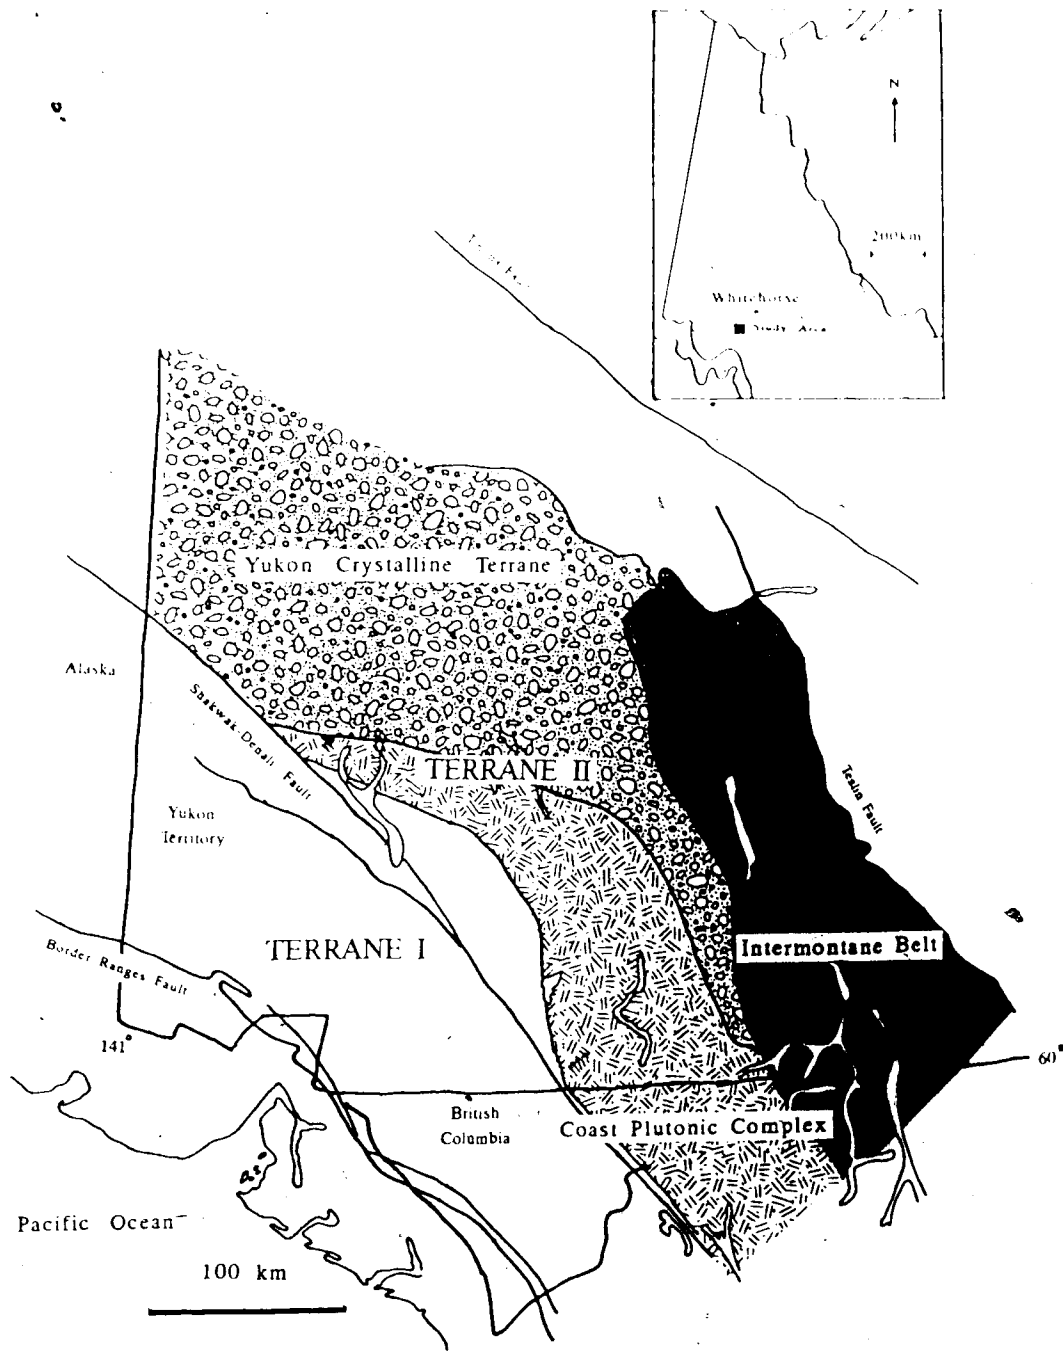 N
200km
Whitehorse
Study Area
Yukon Crystalline Terrane
Alaska
Shakwak-Denali Fault
TERRANE II
Yukon
Territory
Teslin Fault
TERRANE I
Intermontane Belt
Border Ranges Fault
141°
60°
British
Columbia
Coast Plutonic Complex
Pacific Ocean
100 km